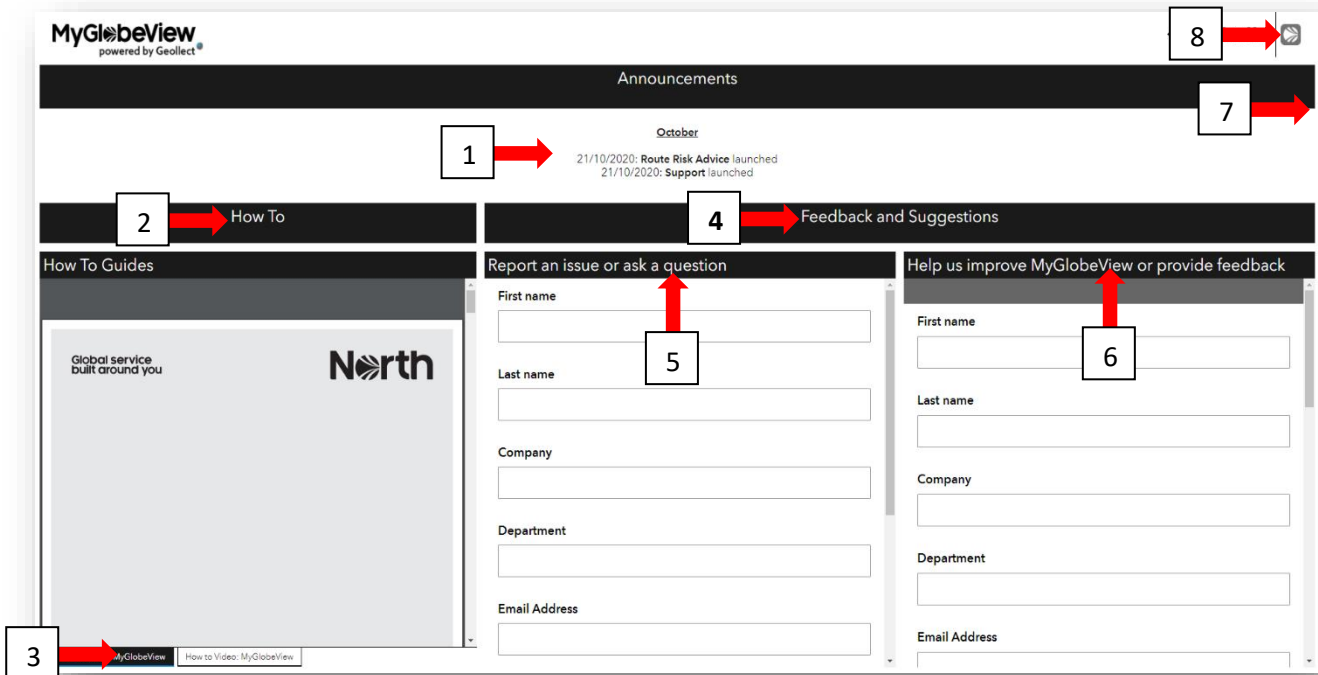 MyGlobeView
powered by Geollect
8
Announcements
7
October
1
21/10/2020: Route Risk Advice launched
21/10/2020: Support launched
2
How To
4
Feedback and Suggestions
How To Guides
Global service
built around you
North
Report an issue or ask a question
First name
5
Last name
Company
Department
Email Address
Help us improve MyGlobeView or provide feedback
First name
6
Last name
Company
Department
Email Address
3
MyGlobeView
How to Video: MyGlobeView